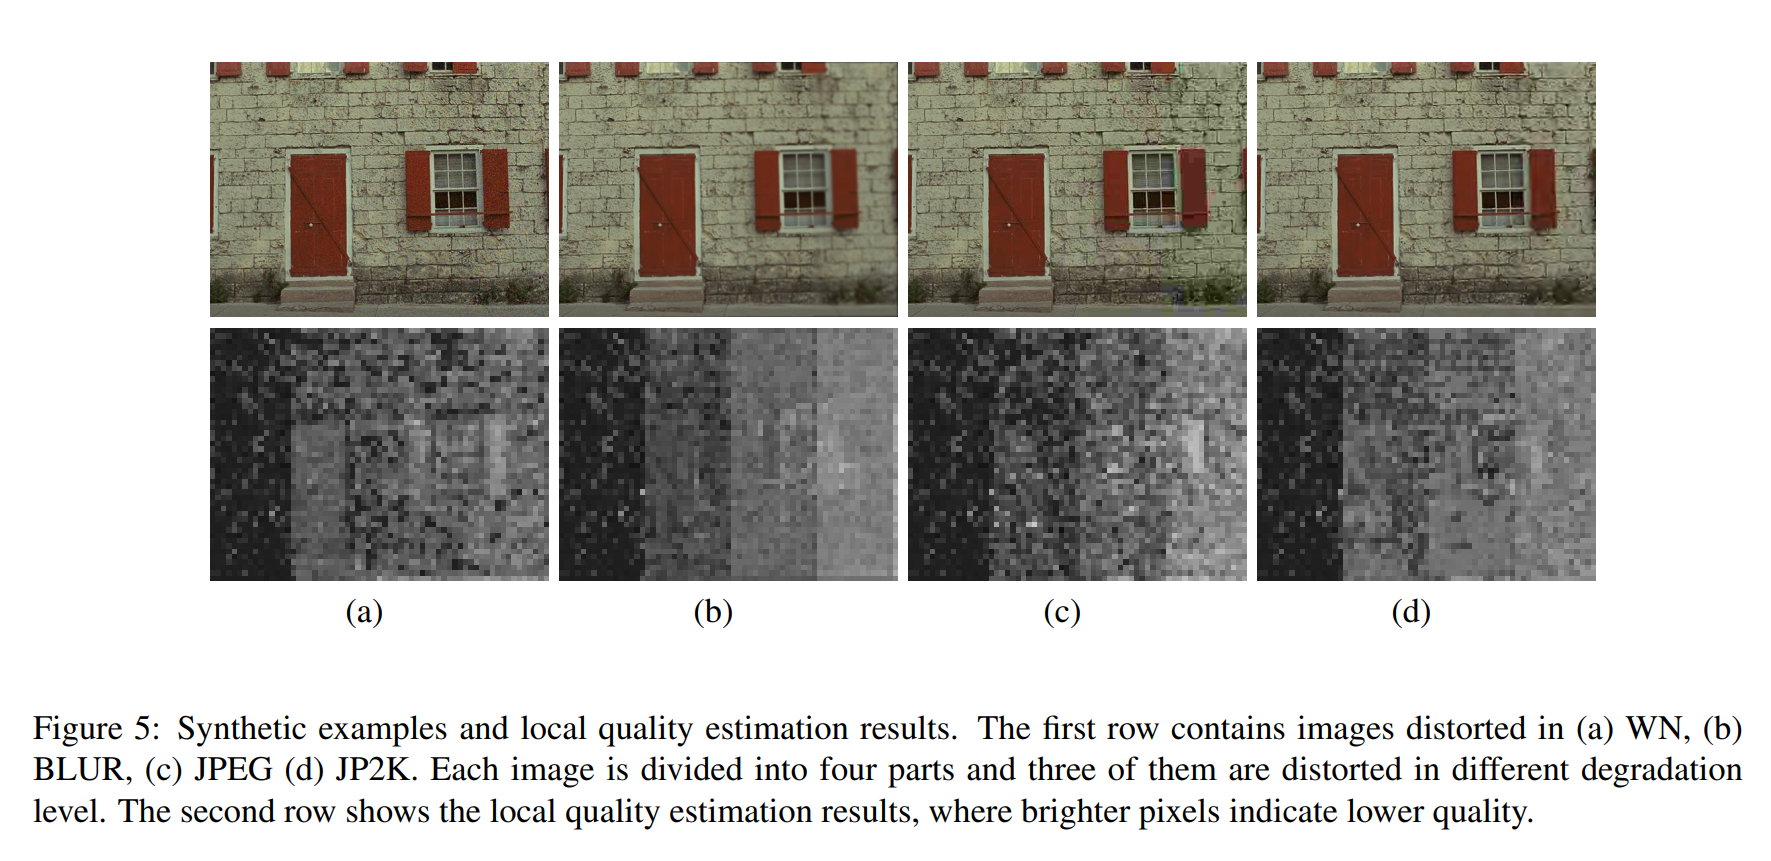 (a) (b) (c) (d)
Figure 5: Synthetic examples and local quality estimation results. The first row contains images distorted in (a) WN, (b)
BLUR, (c) JPEG (d) JP2K. Each image is divided into four parts and three of them are distorted in different degradation
level. The second row shows the local quality estimation results, where brighter pixels indicate lower quality.